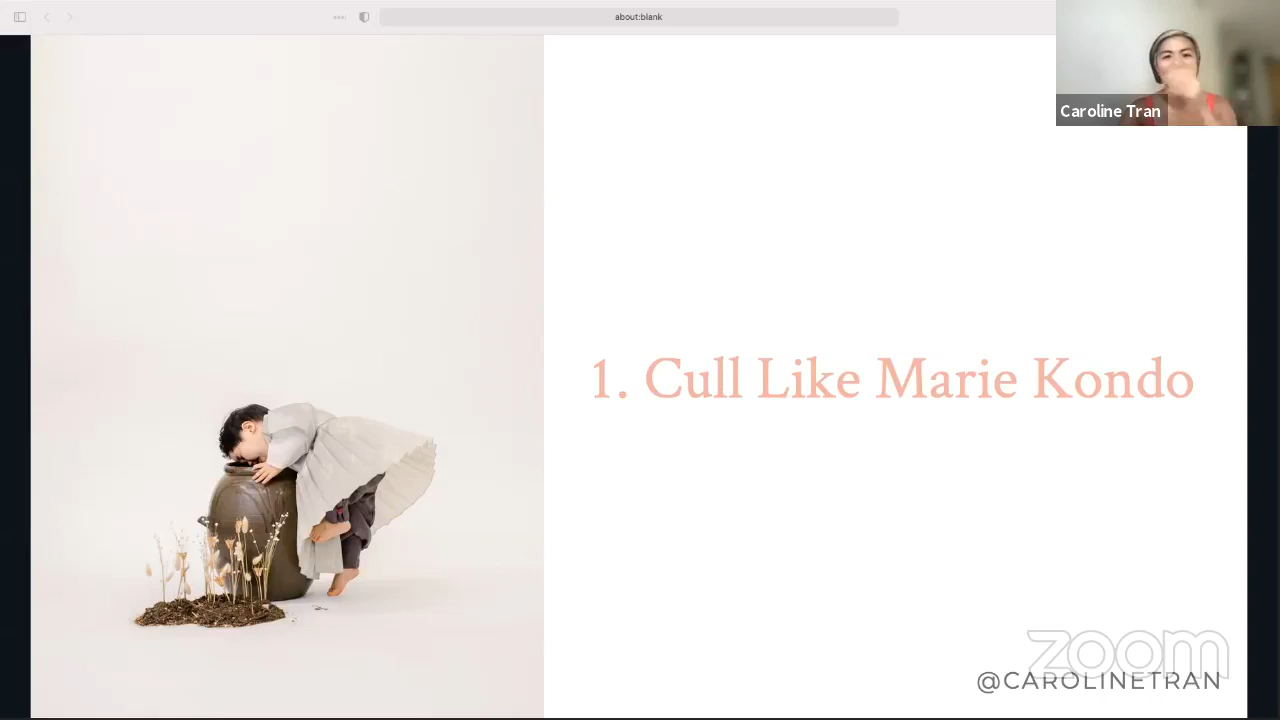 about:blank
Caroline Tran
1. Cull Like Marie Kondo
zoom
@CAROLINETRAN